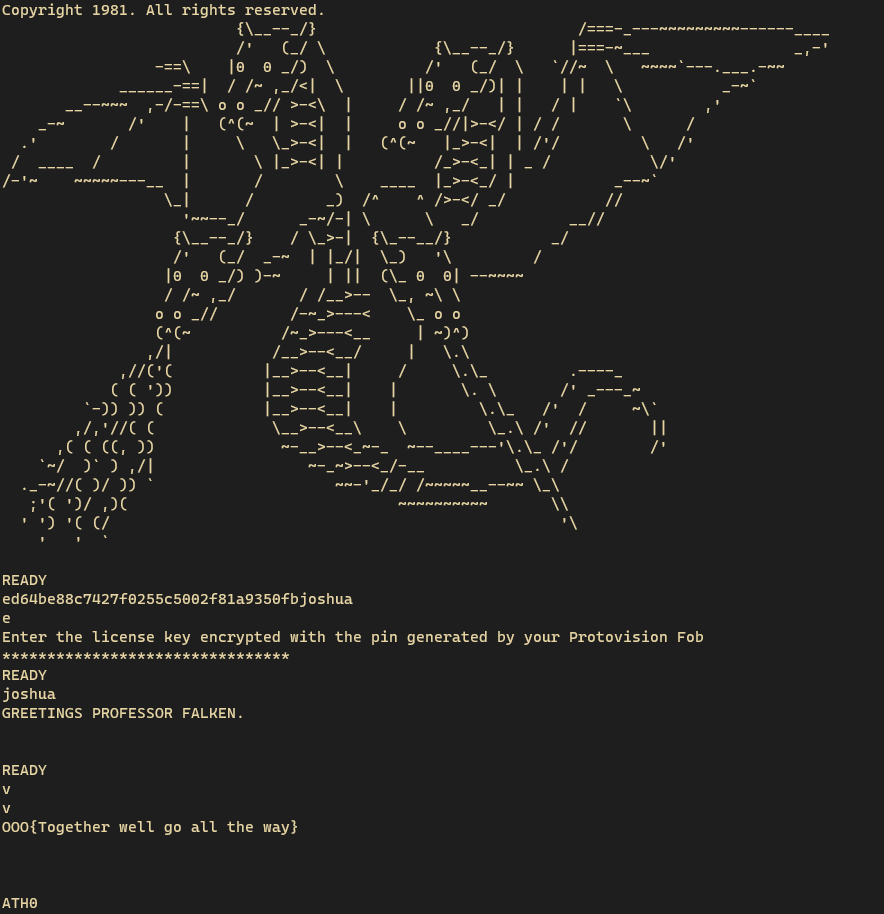 Copyright 1981. All rights reserved.
READY
ed64be88c7427f0255c5002f81a9350fbjoshua
e
Enter the license key encrypted with the pin generated by your Protovision Fob
********************************
READY
joshua
GREETINGS PROFESSOR FALKEN.
READY
v
v
OOO{Together well go all the way}
ATH0